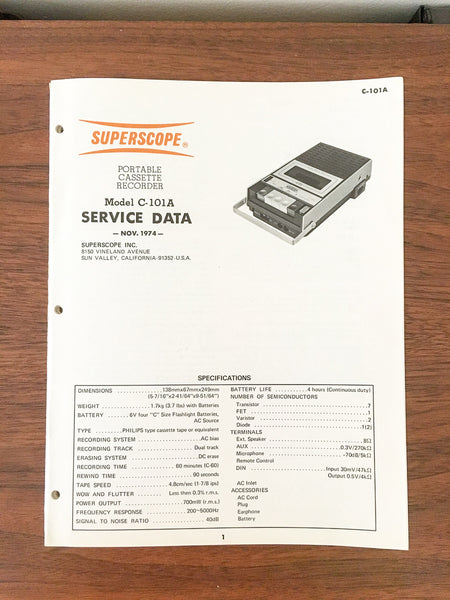 C-101A
SUPERSCOPE®
PORTABLE
CASSETTE
RECORDER
Model C-101A
SERVICE DATA
— NOV. 1974 —
SUPERSCOPE INC.
8150 VINELAND AVENUE
SUN VALLEY, CALIFORNIA-91352-U.S.A.
SPECIFICATIONS
DIMENSIONS .......... 138mmx67mmx249mm
(5-7/16"x2-41/64"x9-51/64")
WEIGHT .......... 1.7kg (3.7 lbs) with Batteries
BATTERY .......... 6V four "C" Size Flashlight Batteries,
AC Source
TYPE .......... PHILIPS type cassette tape or equivalent
RECORDING SYSTEM .......... AC bias
RECORDING TRACK .......... Dual track
ERASING SYSTEM .......... DC erase
RECORDING TIME .......... 60 minutes (C-60)
REWIND TIME .......... 90 seconds
TAPE SPEED .......... 4.8cm/sec (1-7/8 ips)
WOW AND FLUTTER .......... Less then 0.3% r.m.s.
POWER OUTPUT .......... 700mW (r.m.s.)
FREQUENCY RESPONSE .......... 200~5000Hz
SIGNAL TO NOISE RATIO .......... 40dB
BATTERY LIFE .......... 4 hours (Continuous duty)
NUMBER OF SEMICONDUCTORS
Transistor .......... 7
FET .......... 1
Varistor .......... 2
Diode .......... 1(2)
TERMINALS
Ext. Speaker .......... 8Ω
AUX .......... 0.3V/270kΩ
Microphone .......... -70dB/5kΩ
Remote Control
DIN .......... Input 30mV/47kΩ
Output 0.5V/4kΩ
AC Inlet
ACCESSORIES
AC Cord
Plug
Earphone
Battery
1